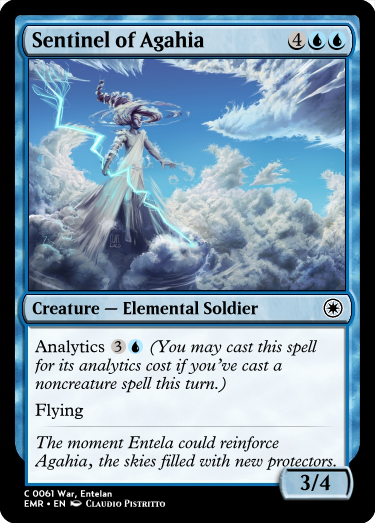 Sentinel of Agahia 4
Creature — Elemental Soldier
Analytics 3 (You may cast this spell
for its analytics cost if you've cast a
noncreature spell this turn.)
Flying
The moment Entela could reinforce
Agahia, the skies filled with new protectors.
3/4
C 0061 War, Entelan
EMR • EN Claudio Pistritto